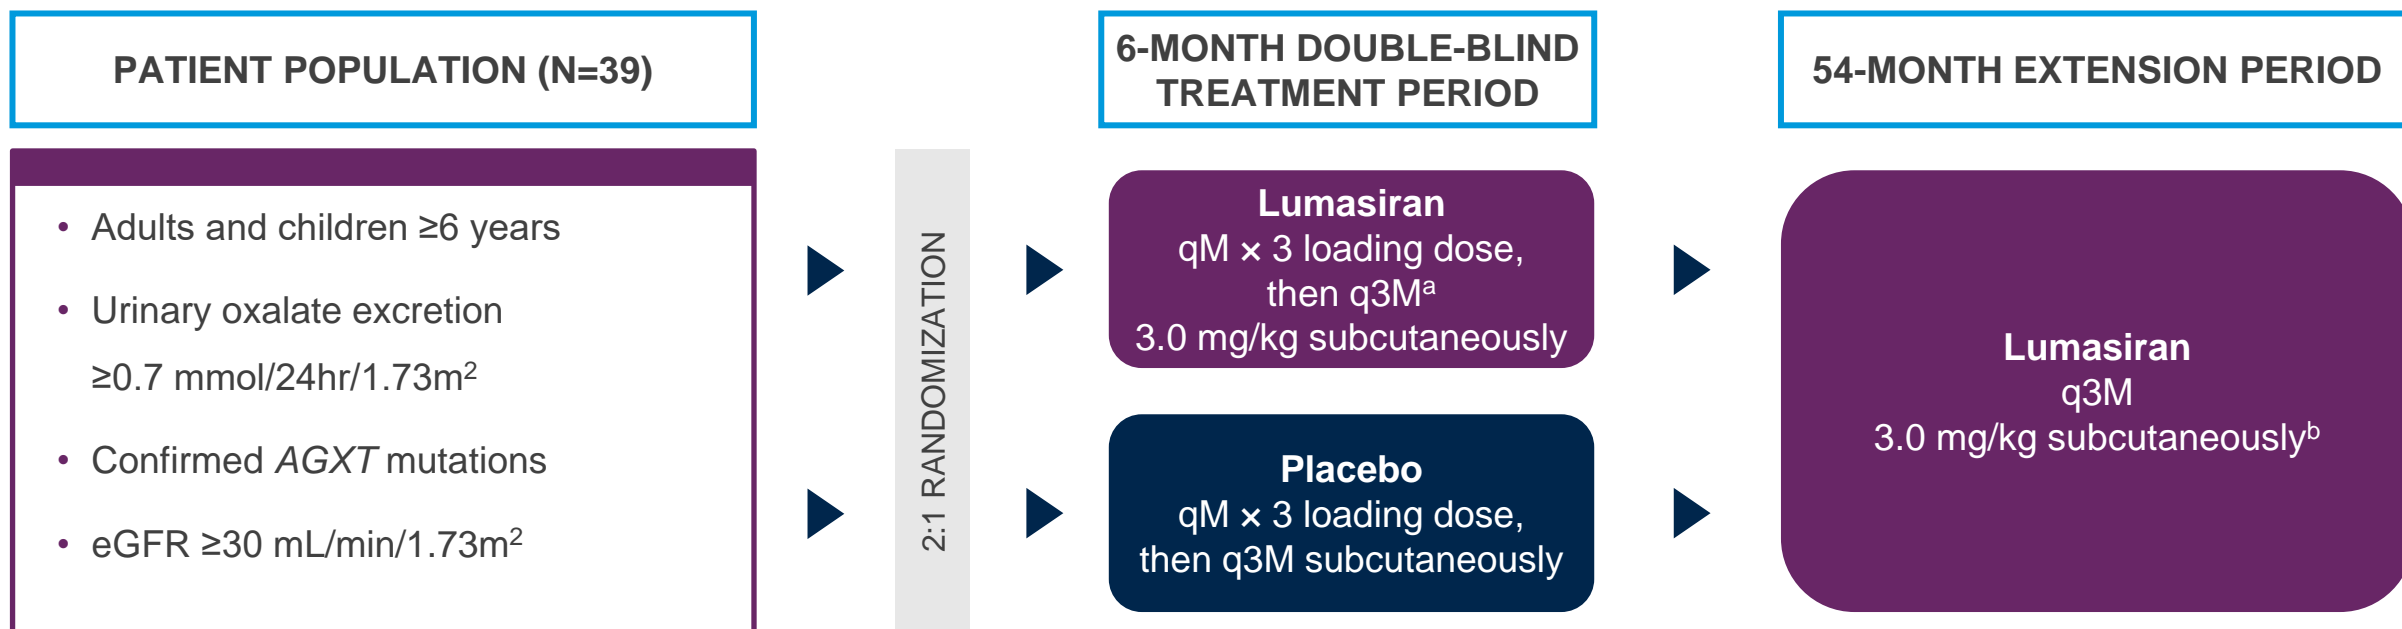 PATIENT POPULATION (N=39)
• Adults and children ≥6 years
• Urinary oxalate excretion
≥0.7 mmol/24hr/1.73m²
• Confirmed AGXT mutations
• eGFR ≥30 mL/min/1.73m²
2:1 RANDOMIZATION
6-MONTH DOUBLE-BLIND
TREATMENT PERIOD
Lumasiran
qM × 3 loading dose,
then q3Mᵃ
3.0 mg/kg subcutaneously
Placebo
qM × 3 loading dose,
then q3M subcutaneously
54-MONTH EXTENSION PERIOD
Lumasiran
q3M
3.0 mg/kg subcutaneouslyᵇ